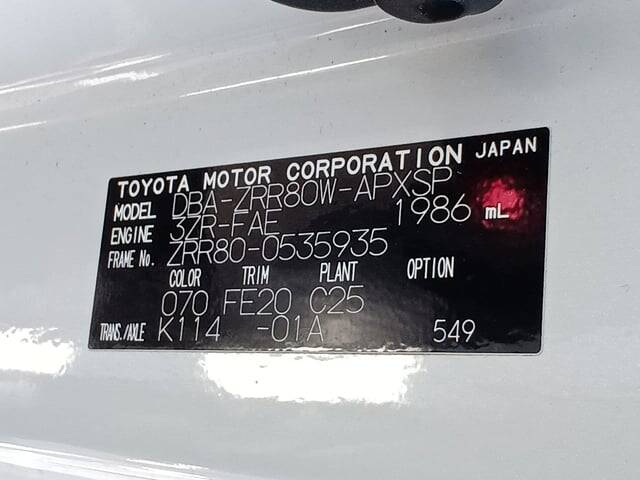 TOYOTA MOTOR CORPORATION JAPAN
MODEL DBA-ZRR80W-APXSP
ENGINE 3ZR-FAE 1986 mL
FRAME No. ZRR80-0535935
COLOR TRIM PLANT OPTION
070 FE20 C25
TRANS./AXLE K114 -01A 549